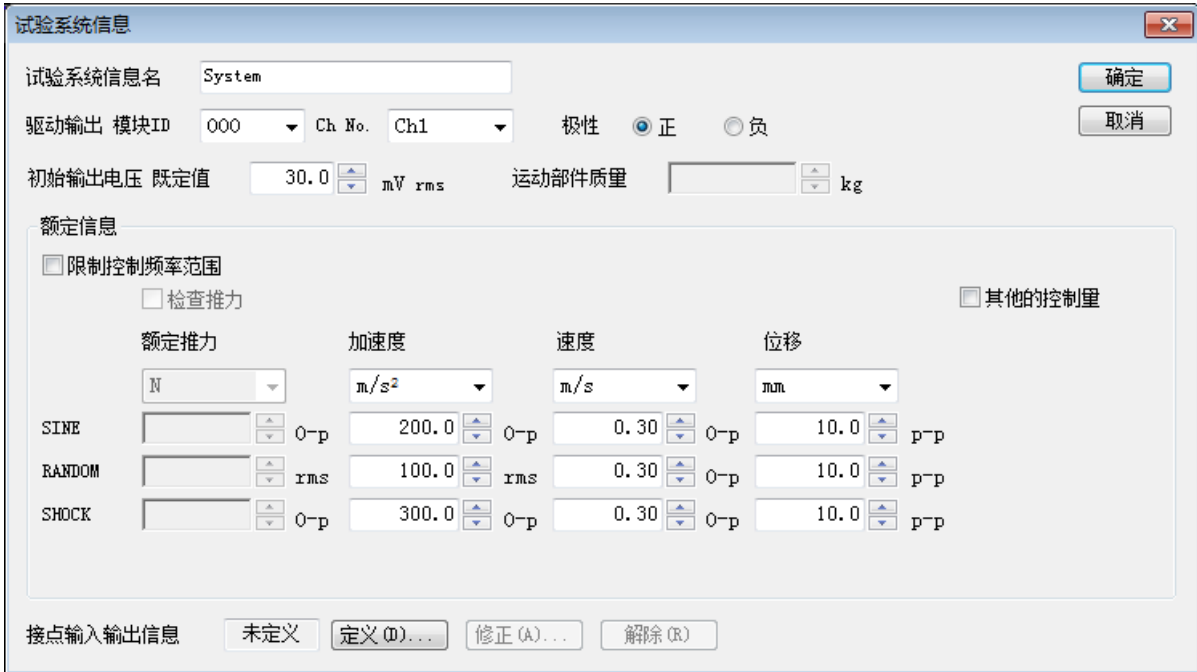 试验系统信息
试验系统信息名 System 确定
驱动输出 模块ID 000 Ch No. Ch1 极性 正 负 取消
初始输出电压 既定值 30.0 mV rms 运动部件质量 kg
额定信息
限制控制频率范围
检查推力 其他的控制量
额定推力 加速度 速度 位移
N m/s² m/s mm
SINE 0-p 200.0 0-p 0.30 0-p 10.0 p-p
RANDOM rms 100.0 rms 0.30 0-p 10.0 p-p
SHOCK 0-p 300.0 0-p 0.30 0-p 10.0 p-p
接点输入输出信息 未定义 定义(D)... 修正(A)... 解除(R)